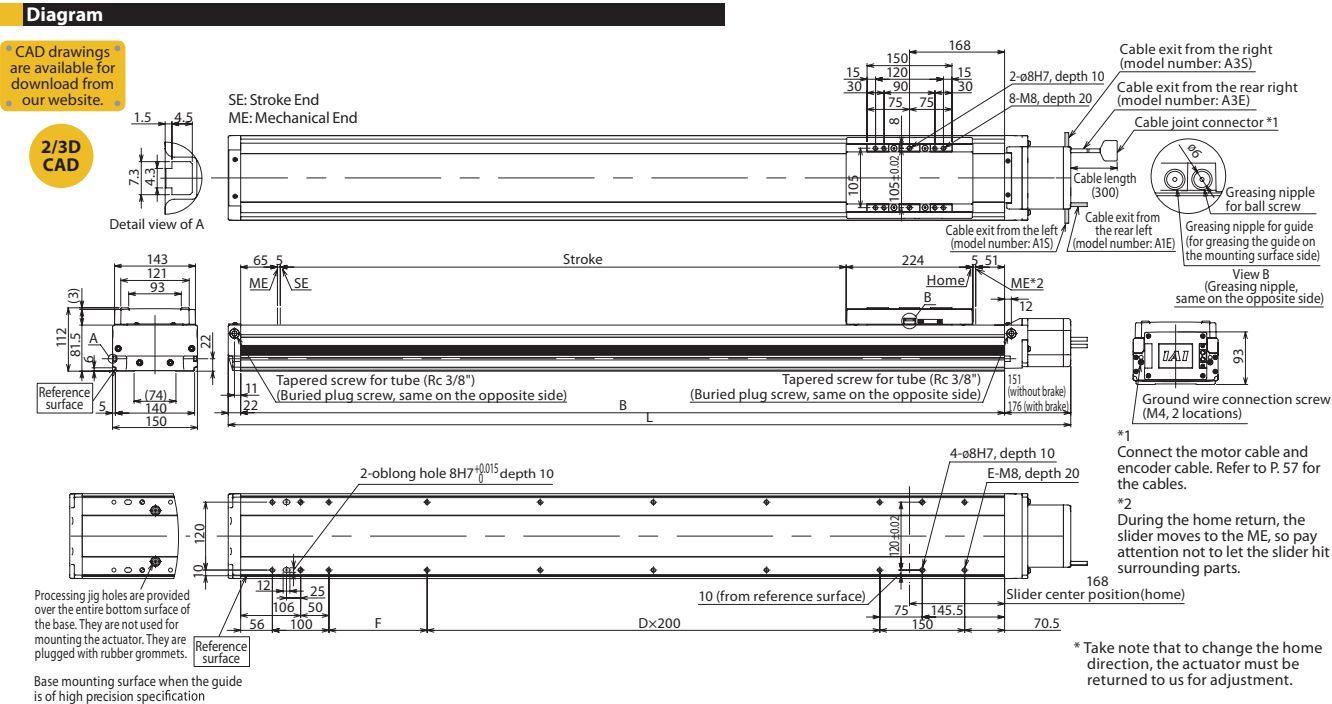 Diagram
CAD drawings
are available for
download from
our website.
2/3D
CAD
SE: Stroke End
ME: Mechanical End
1.5
4.5
7.3
4.3
Detail view of A
168
150
15
120
15
30
90
30
75
75
8
105
105±0.02
2-ø8H7, depth 10
8-M8, depth 20
Cable exit from the right
(model number: A3S)
Cable exit from the rear right
(model number: A3E)
Cable joint connector *1
Cable length
(300)
Cable exit from the left
(model number: A1S)
Cable exit from
the rear left
(model number: A1E)
ø6
Greasing nipple
for ball screw
Greasing nipple for guide
(for greasing the guide on
the mounting surface side)
View B
(Greasing nipple,
same on the opposite side)
143
121
93
(3)
112
81.5
6
A
22
Reference
surface
5
(74)
140
150
65
5
Stroke
224
5
51
ME
SE
Home
ME*2
B
12
11
22
Tapered screw for tube (Rc 3/8")
(Buried plug screw, same on the opposite side)
Tapered screw for tube (Rc 3/8")
(Buried plug screw, same on the opposite side)
151
(without brake)
176 (with brake)
B
L
IAI
93
Ground wire connection screw
(M4, 2 locations)
*1
Connect the motor cable and
encoder cable. Refer to P. 57 for
the cables.
*2
During the home return, the
slider moves to the ME, so pay
attention not to let the slider hit
surrounding parts.
2-oblong hole 8H7 +0.015 0 depth 10
4-ø8H7, depth 10
E-M8, depth 20
120
10
120±0.02
12
25
106
50
56
100
F
D×200
10 (from reference surface)
75
145.5
150
70.5
168
Slider center position(home)
Processing jig holes are provided
over the entire bottom surface of
the base. They are not used for
mounting the actuator. They are
plugged with rubber grommets.
Reference
surface
Base mounting surface when the guide
is of high precision specification
* Take note that to change the home
direction, the actuator must be
returned to us for adjustment.